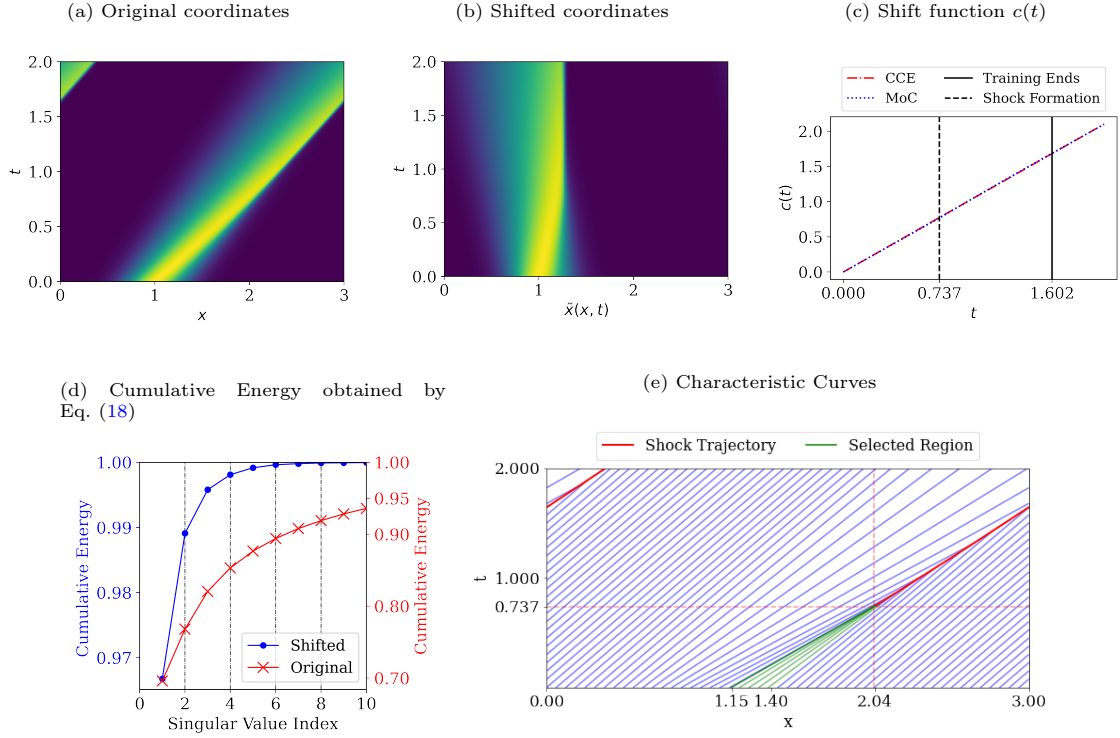 (a) Original coordinates
(b) Shifted coordinates
(c) Shift function c(t)
2.0
1.5
1.0
0.5
0.0
t
0 1 2 3
x
2.0
1.5
1.0
0.5
0.0
t
0 1 2 3
x̃(x, t)
CCE
MoC
Training Ends
Shock Formation
2.0
1.5
1.0
0.5
0.0
c(t)
0.000 0.737 1.602
t
(d) Cumulative Energy obtained by
Eq. (18)
1.00
0.99
0.98
0.97
Cumulative Energy
1.00
0.95
0.90
0.80
0.70
Cumulative Energy
Shifted
Original
0 2 4 6 8 10
Singular Value Index
(e) Characteristic Curves
Shock Trajectory
Selected Region
2.000
1.000
0.737
t
0.00 1.15 1.40 2.04 3.00
x